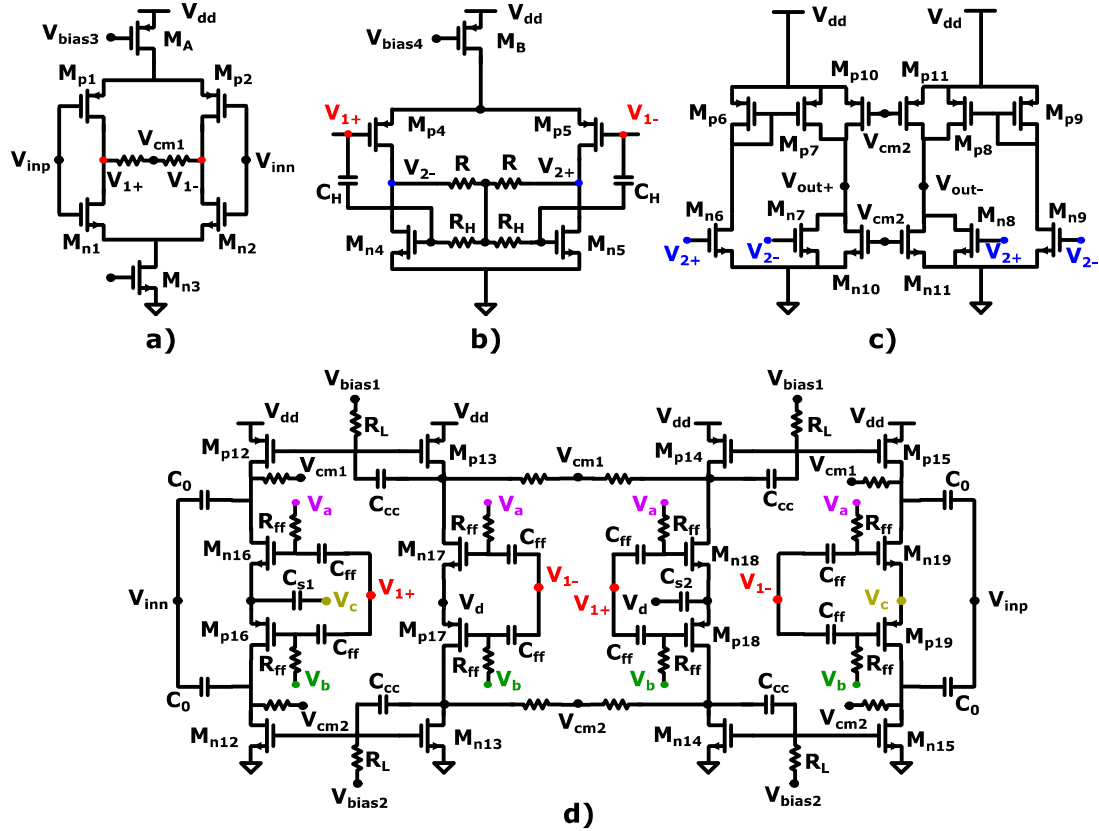 Vdd
Vbias3
MA
Mp1
Mp2
Vcm1
Vinp
Vinn
V1+
V1-
Mn1
Mn2
Mn3
a)
Vdd
Vbias4
MB
V1+
V1-
Mp4
Mp5
V2-
R
R
V2+
CH
CH
RH
RH
Mn4
Mn5
b)
Vdd
Vdd
Mp10
Mp11
Mp6
Mp9
Mp7
Vcm2
Mp8
Vout+
Vout-
Mn6
Mn7
Vcm2
Mn8
Mn9
V2+
V2-
V2+
V2-
Mn10
Mn11
c)
Vbias1
Vbias1
Vdd
RL
Vdd
Vdd
RL
Vdd
Mp12
Mp13
Mp14
Mp15
Vcm1
Vcm1
Vcm1
C0
Ccc
Ccc
C0
Va
Va
Va
Va
Rff
Rff
Rff
Rff
Mn16
Cff
Mn17
Cff
Cff
Mn18
Cff
Mn19
Cs1
Vc
V1+
Vd
V1-
V1+
Vd
Cs2
V1-
Vc
Vinn
Vinp
Mp16
Cff
Mp17
Cff
Cff
Mp18
Cff
Mp19
Rff
Rff
Rff
Rff
Vb
Vb
Vb
Vb
C0
Ccc
Ccc
C0
Vcm2
Vcm2
Vcm2
Mn12
Mn13
Mn14
Mn15
RL
RL
Vbias2
Vbias2
d)